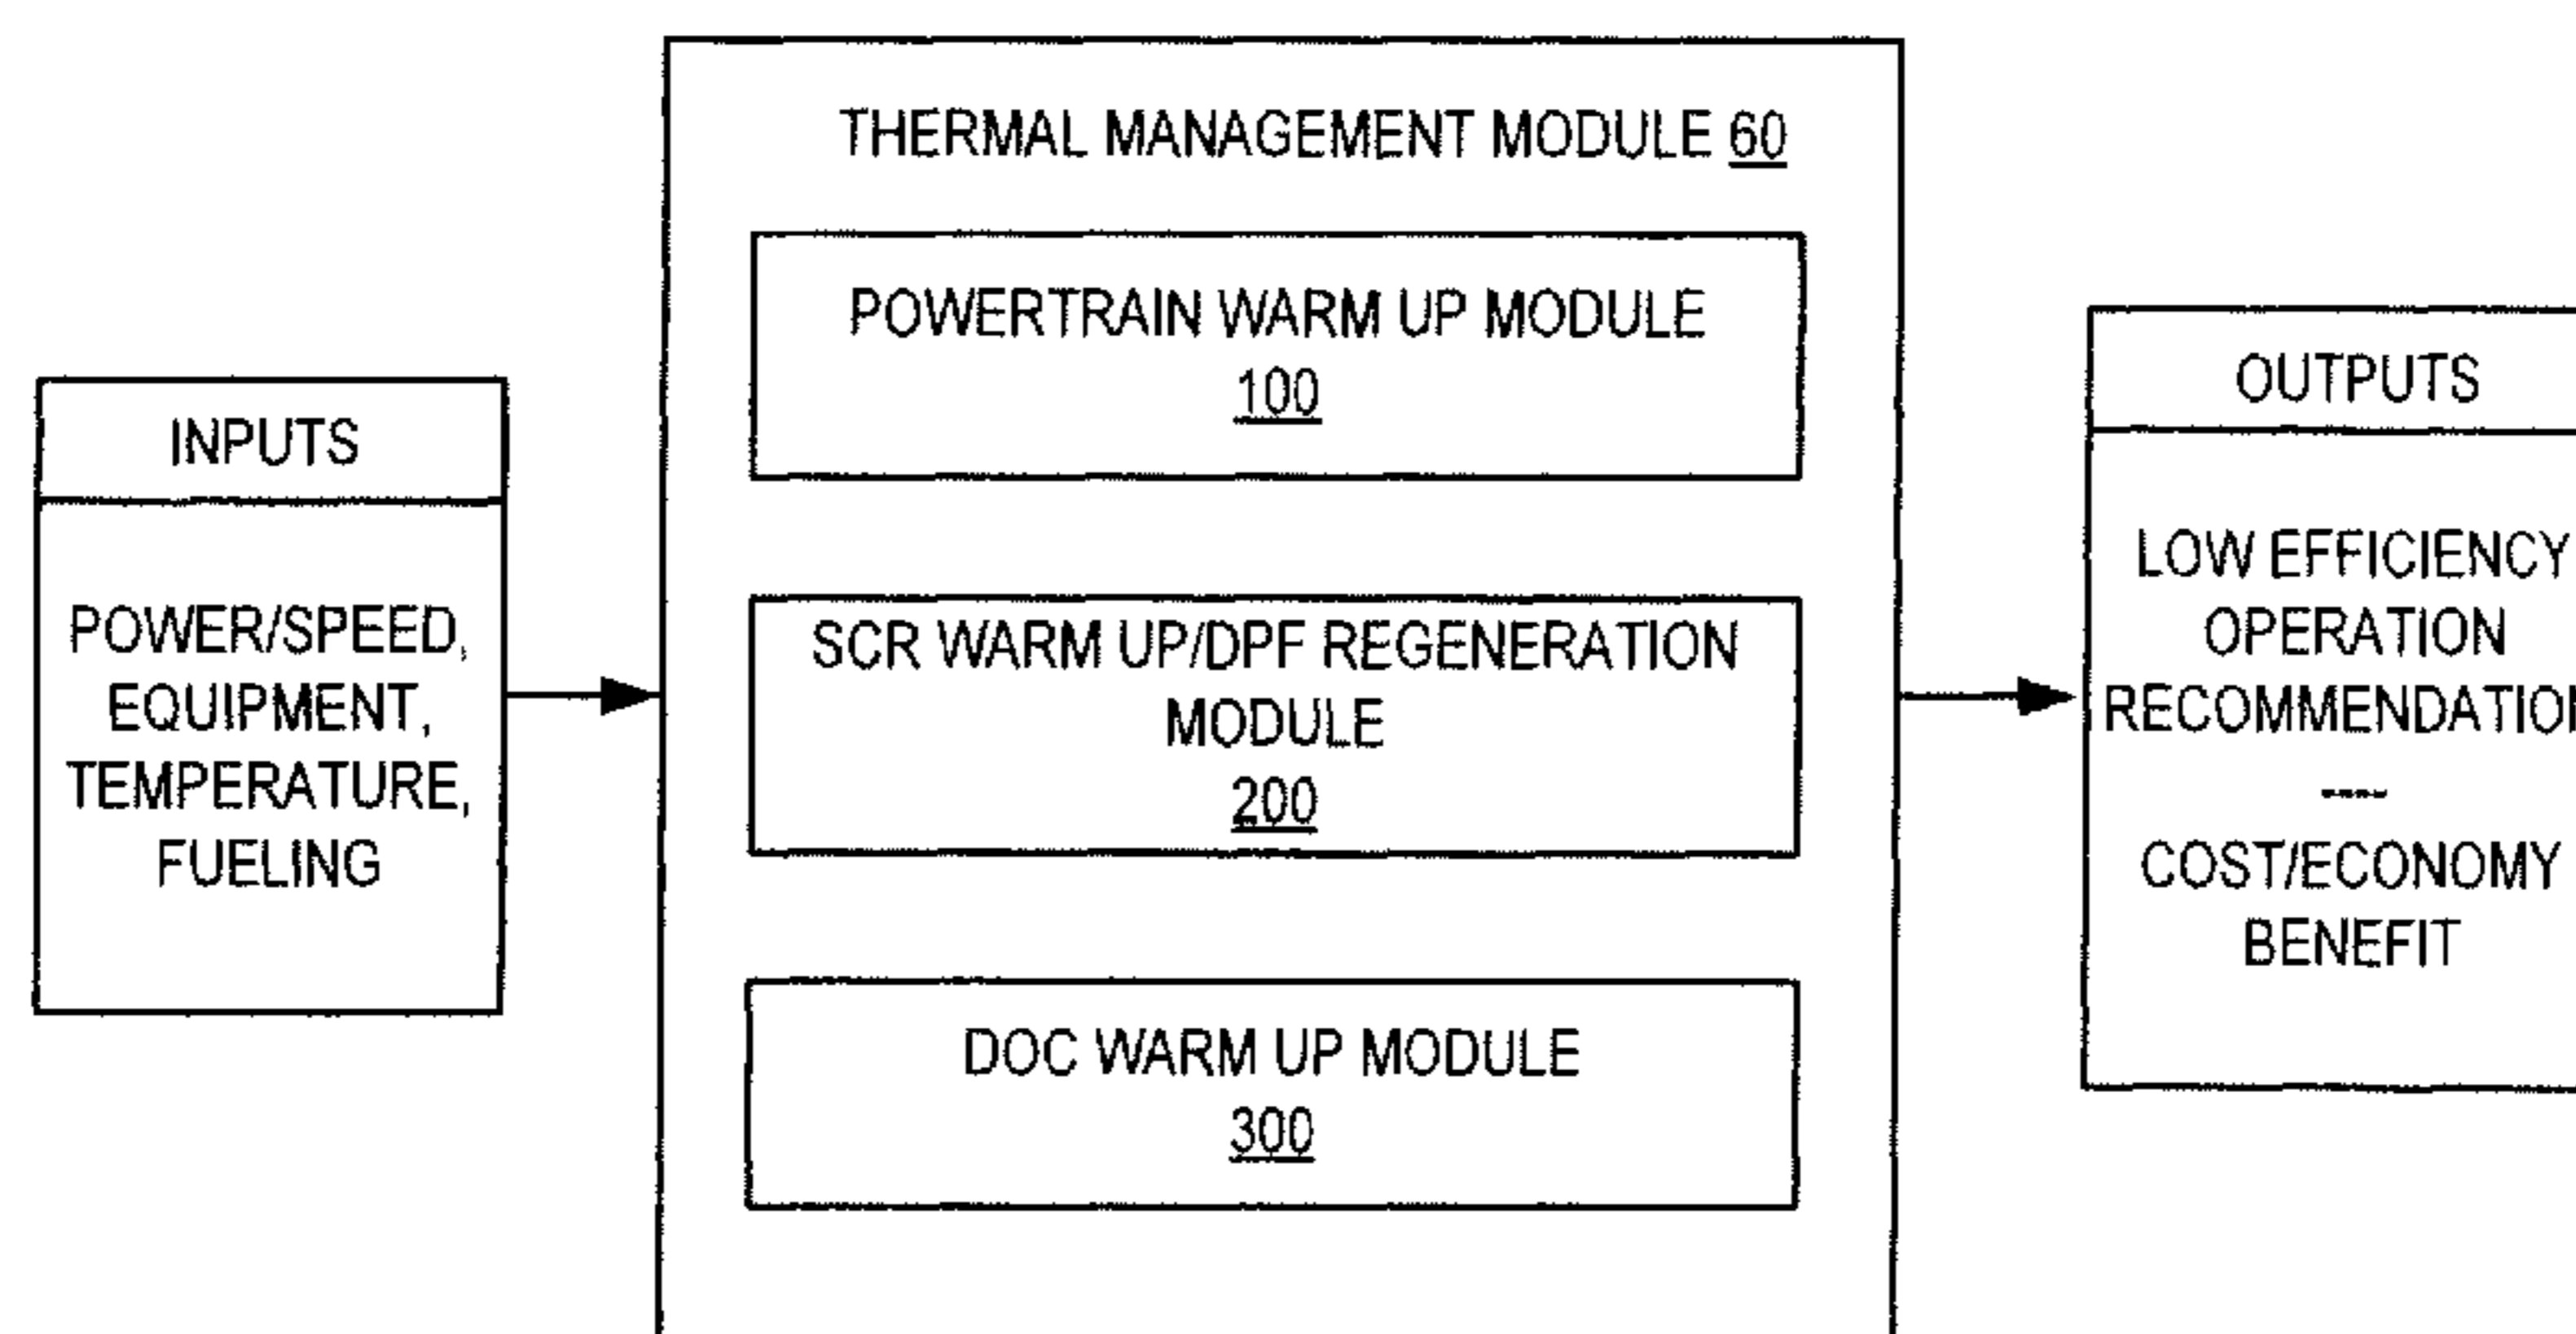 THERMAL MANAGEMENT MODULE 60
POWERTRAIN WARM UP MODULE
100
SCR WARM UP/DPF REGENERATION
MODULE
200
DOC WARM UP MODULE
300
INPUTS
POWER/SPEED,
EQUIPMENT,
TEMPERATURE,
FUELING
OUTPUTS
LOW EFFICIENCY
OPERATION
RECOMMENDATION
----
COST/ECONOMY
BENEFIT